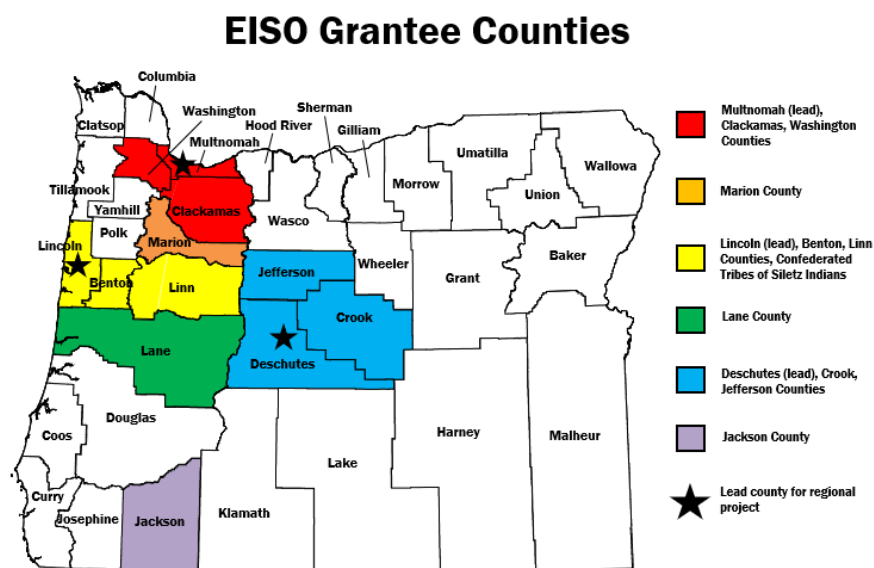 EISO Grantee Counties
Columbia
Washington
Sherman
Hood River
Gilliam
Clatsop
Multnomah
Umatilla
Wallowa
Morrow
Union
Tillamook
Yamhill
Clackamas
Wasco
Polk
Marion
Lincoln
Wheeler
Baker
Jefferson
Grant
Benton
Linn
Crook
Lane
Deschutes
Douglas
Coos
Harney
Malheur
Lake
Curry
Josephine
Jackson
Klamath
Multnomah (lead),
Clackamas, Washington
Counties
Marion County
Lincoln (lead), Benton, Linn
Counties, Confederated
Tribes of Siletz Indians
Lane County
Deschutes (lead), Crook,
Jefferson Counties
Jackson County
Lead county for regional
project